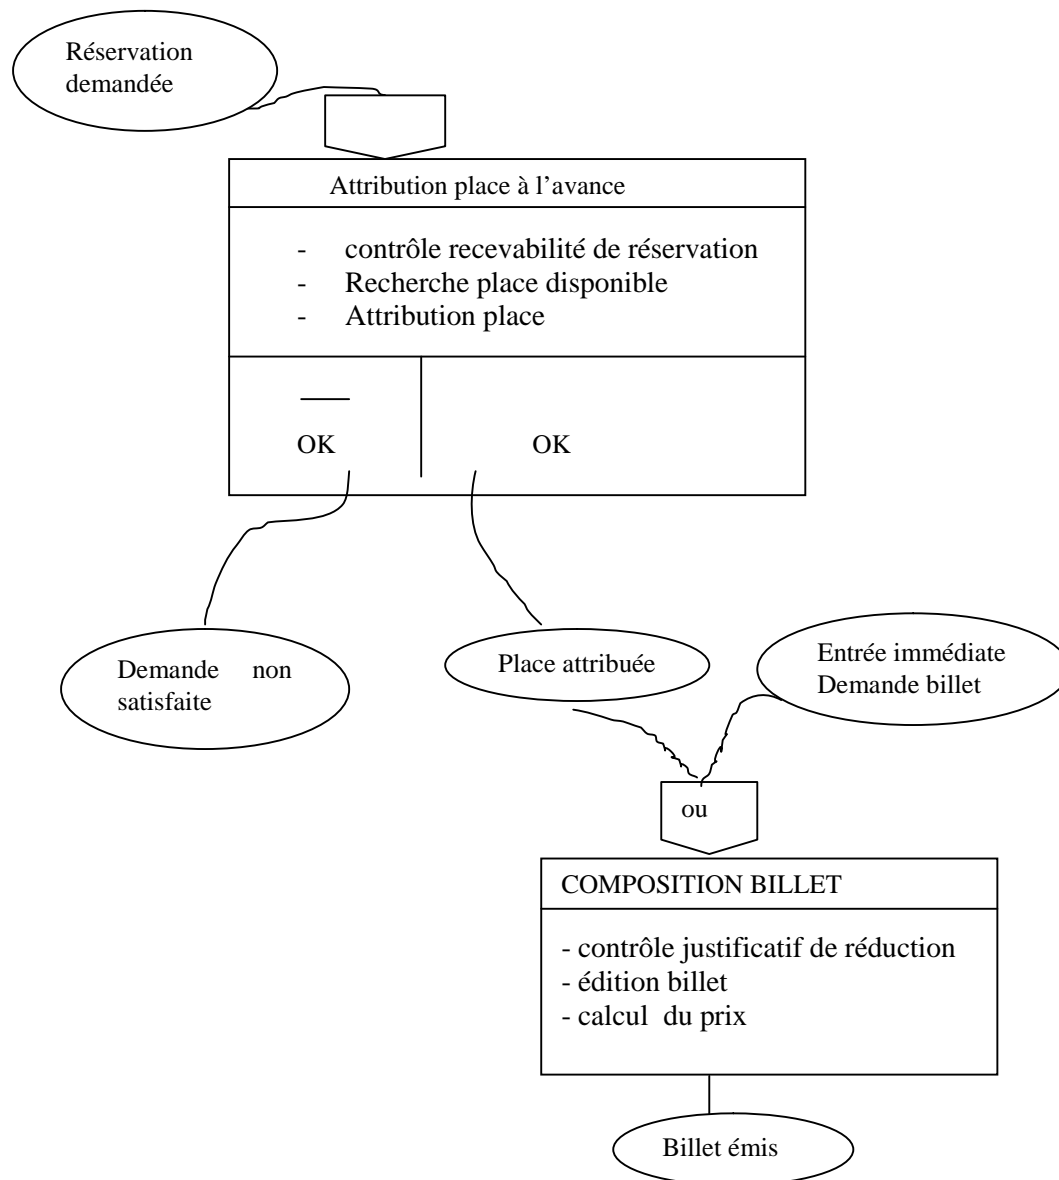 Réservation
demandée
Attribution place à l’avance
- contrôle recevabilité de réservation
- Recherche place disponible
- Attribution place
OK
OK
Demande non
satisfaite
Place attribuée
Entrée immédiate
Demande billet
ou
COMPOSITION BILLET
- contrôle justificatif de réduction
- édition billet
- calcul du prix
Billet émis